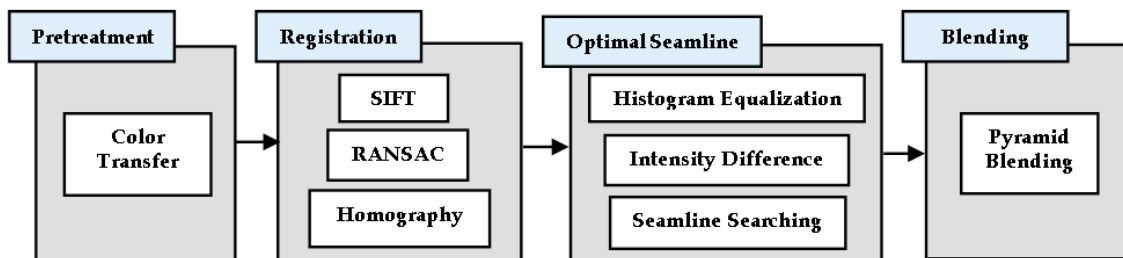 Pretreatment
Color
Transfer
Registration
SIFT
RANSAC
Homography
Optimal Seamline
Histogram Equalization
Intensity Difference
Seamline Searching
Blending
Pyramid
Blending